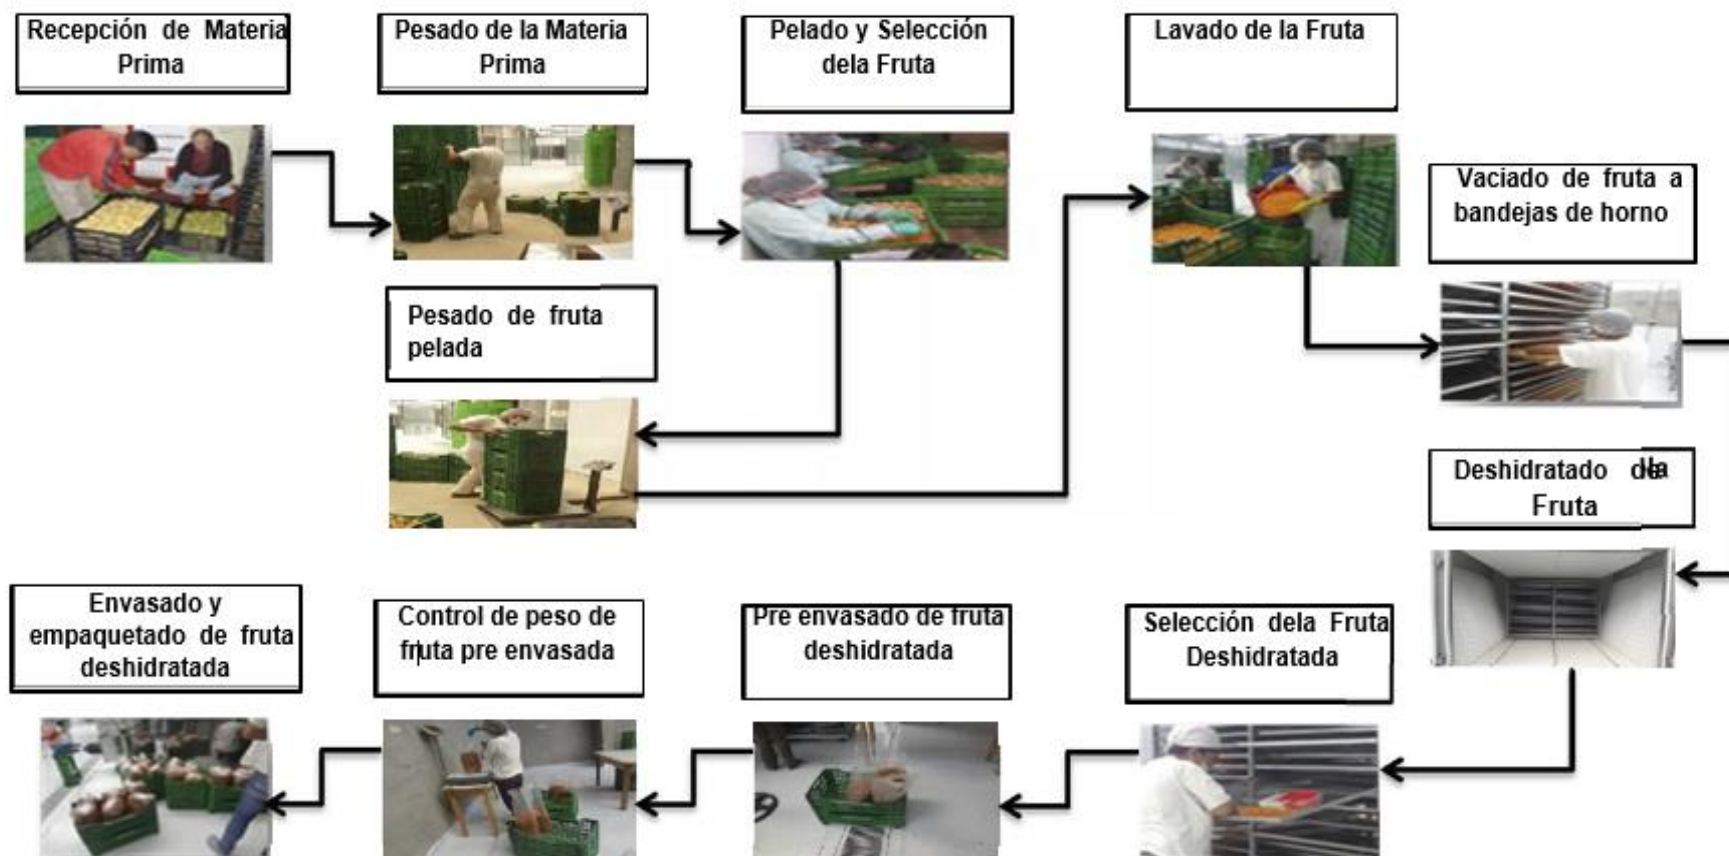 Recepción de Materia
Prima
Pesado de la Materia
Prima
Pelado y Selección
dela Fruta
Lavado de la Fruta
Vaciado de fruta a
bandejas de horno
Pesado de fruta
pelada
Deshidratado de la
Fruta
Envasado y
empaquetado de fruta
deshidratada
Control de peso de
fruta pre envasada
Pre envasado de fruta
deshidratada
Selección dela Fruta
Deshidratada